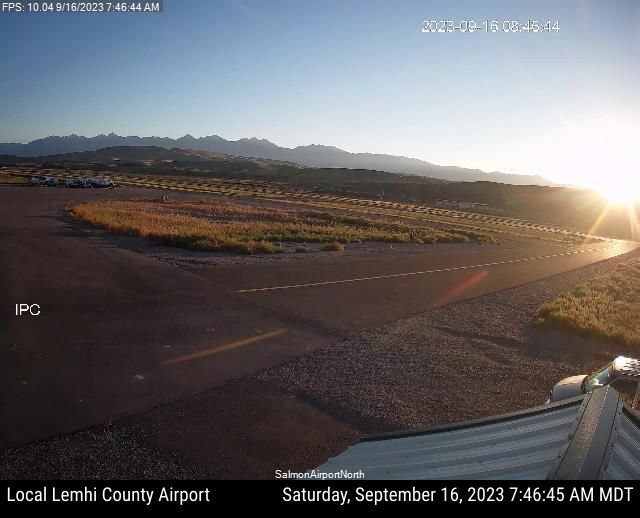 FPS: 10.04 9/16/2023 7:46:44 AM
2023-09-16 08:45:44
IPC
SalmonAirportNorth
Local Lemhi County Airport Saturday, September 16, 2023 7:46:45 AM MDT